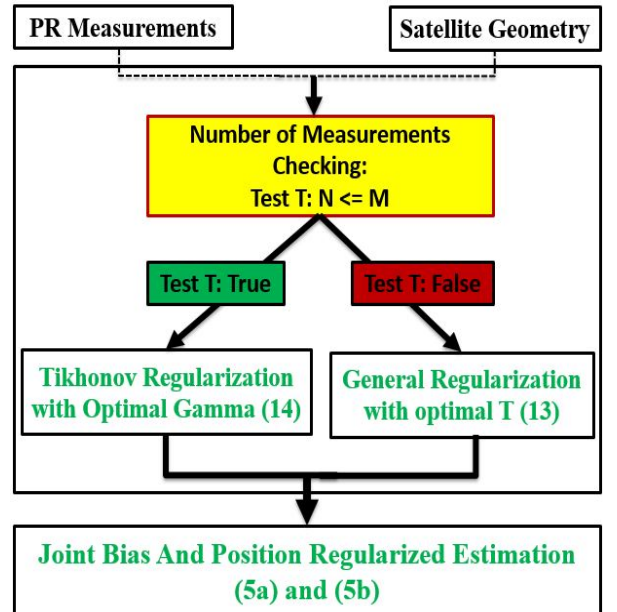 PR Measurements
Satellite Geometry
Number of Measurements
Checking:
Test T: N <= M
Test T: True
Test T: False
Tikhonov Regularization
with Optimal Gamma (14)
General Regularization
with optimal T (13)
Joint Bias And Position Regularized Estimation
(5a) and (5b)